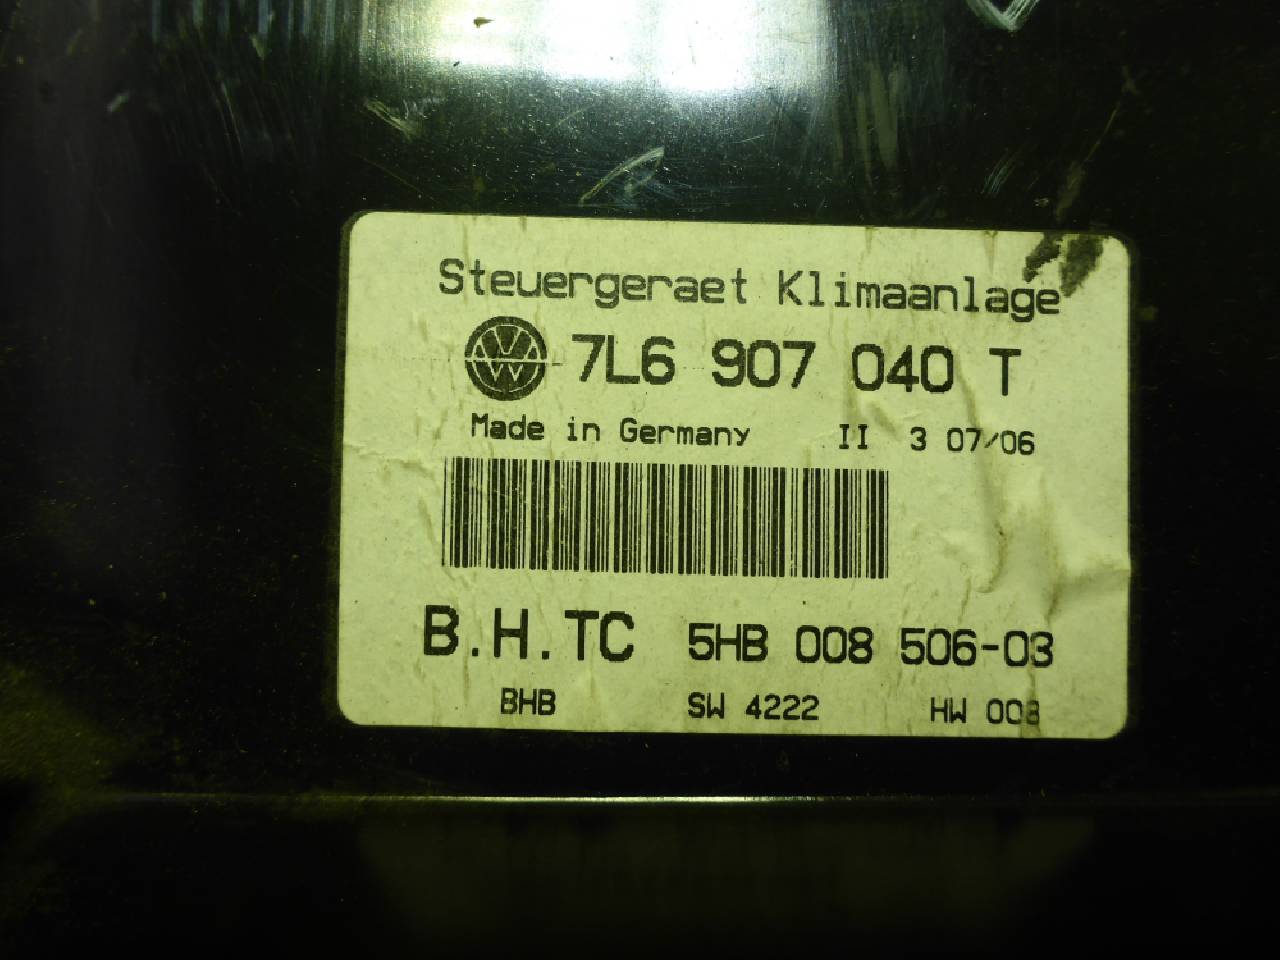 Steuergeraet Klimaanlage
7L6 907 040 T
Made in Germany II 3 07/06
B.H.TC 5HB 008 506-03
BHB SW 4222 HW 008